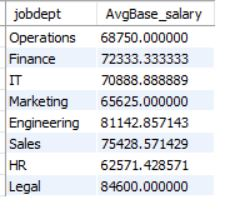 jobdept AvgBase_salary
Operations 68750.000000
Finance 72333.333333
IT 70888.888889
Marketing 65625.000000
Engineering 81142.857143
Sales 75428.571429
HR 62571.428571
Legal 84600.000000